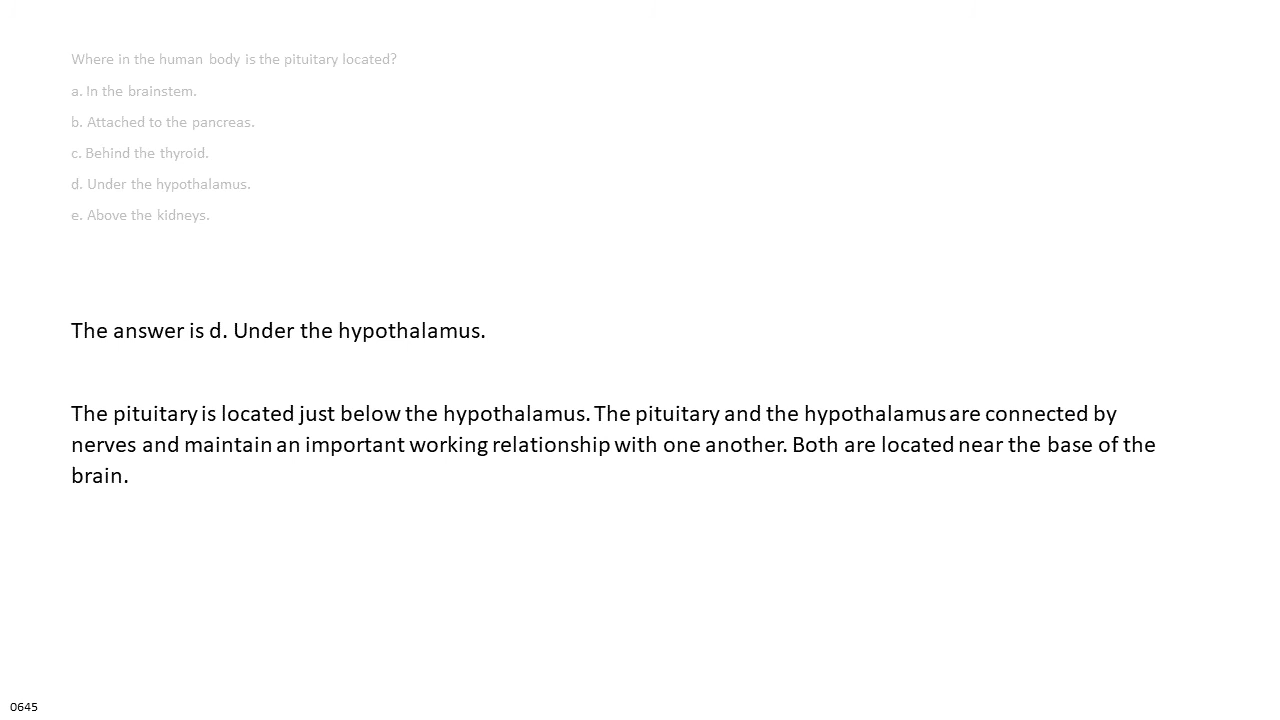 Where in the human body is the pituitary located?
a. In the brainstem.
b. Attached to the pancreas.
c. Behind the thyroid.
d. Under the hypothalamus.
e. Above the kidneys.
The answer is d. Under the hypothalamus.
The pituitary is located just below the hypothalamus. The pituitary and the hypothalamus are connected by
nerves and maintain an important working relationship with one another. Both are located near the base of the
brain.
0645